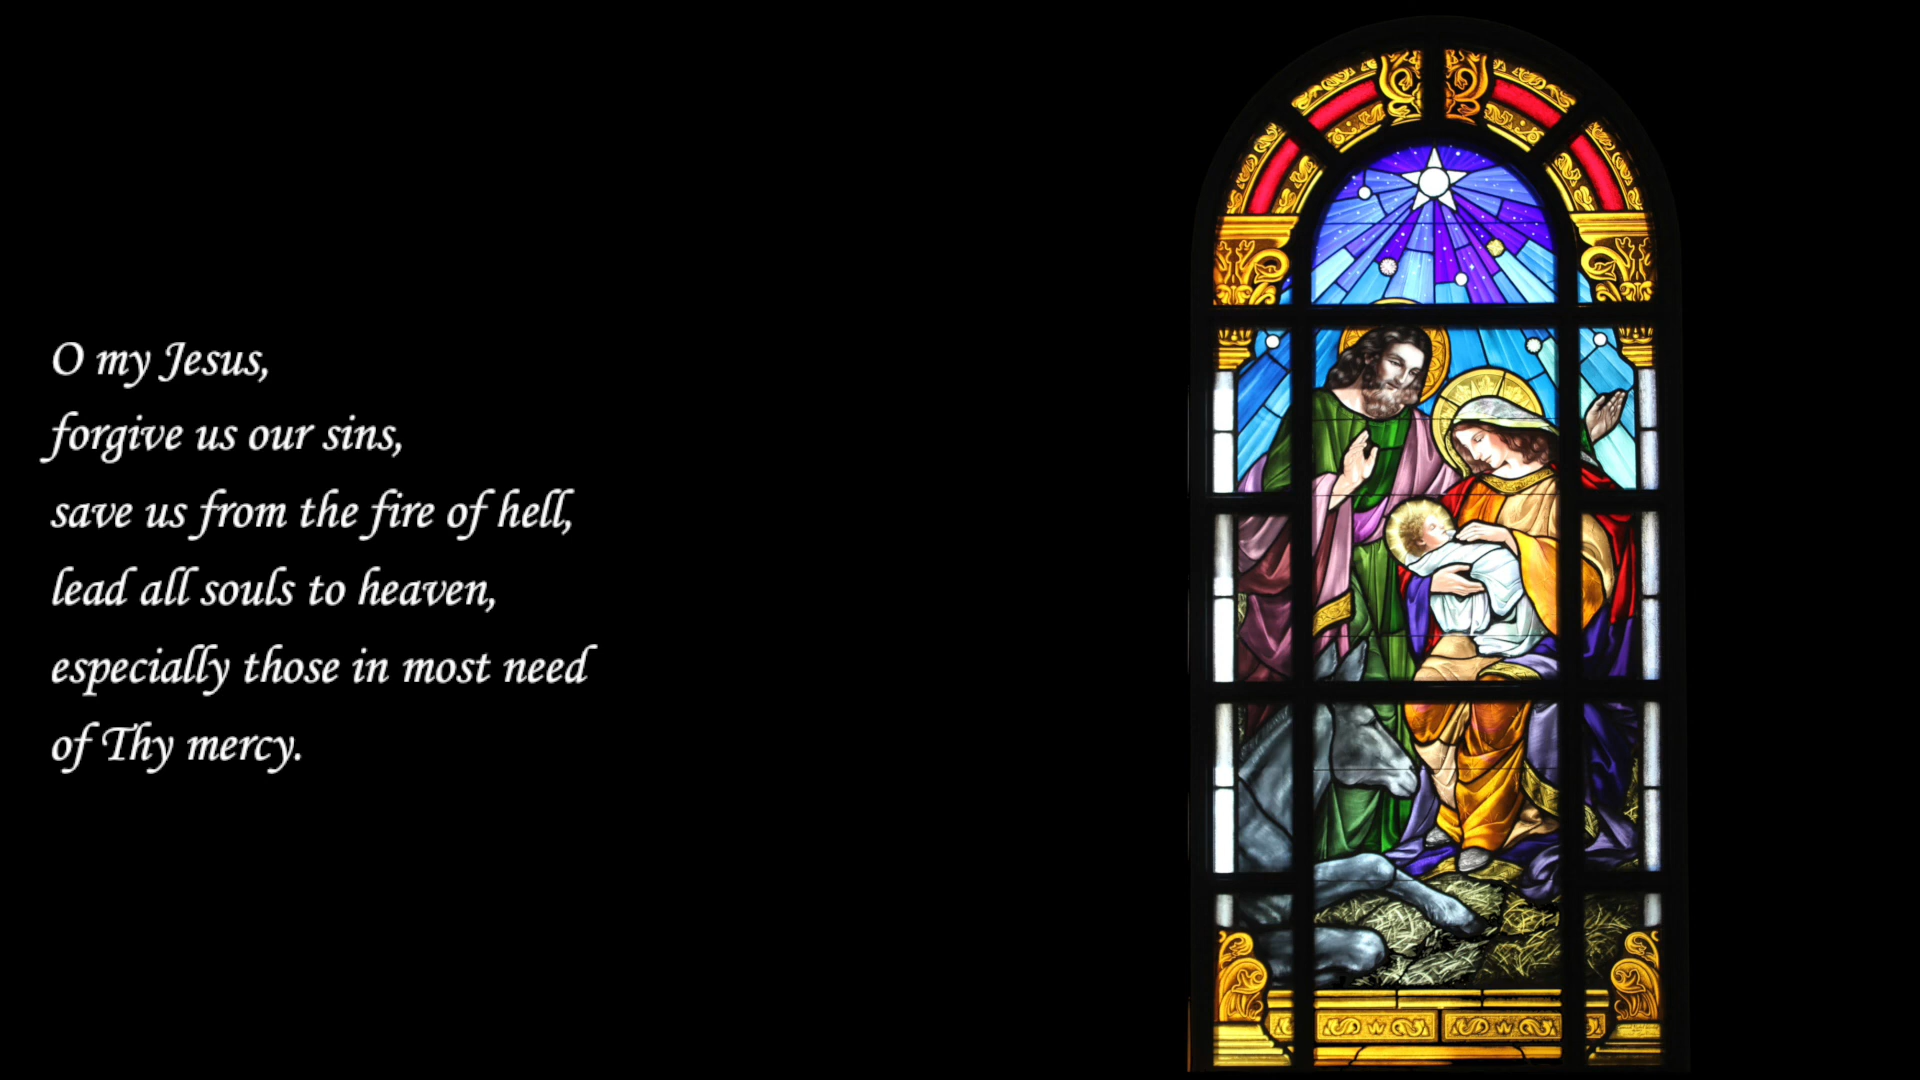 O my Jesus,
forgive us our sins,
save us from the fire of hell,
lead all souls to heaven,
especially those in most need
of Thy mercy.